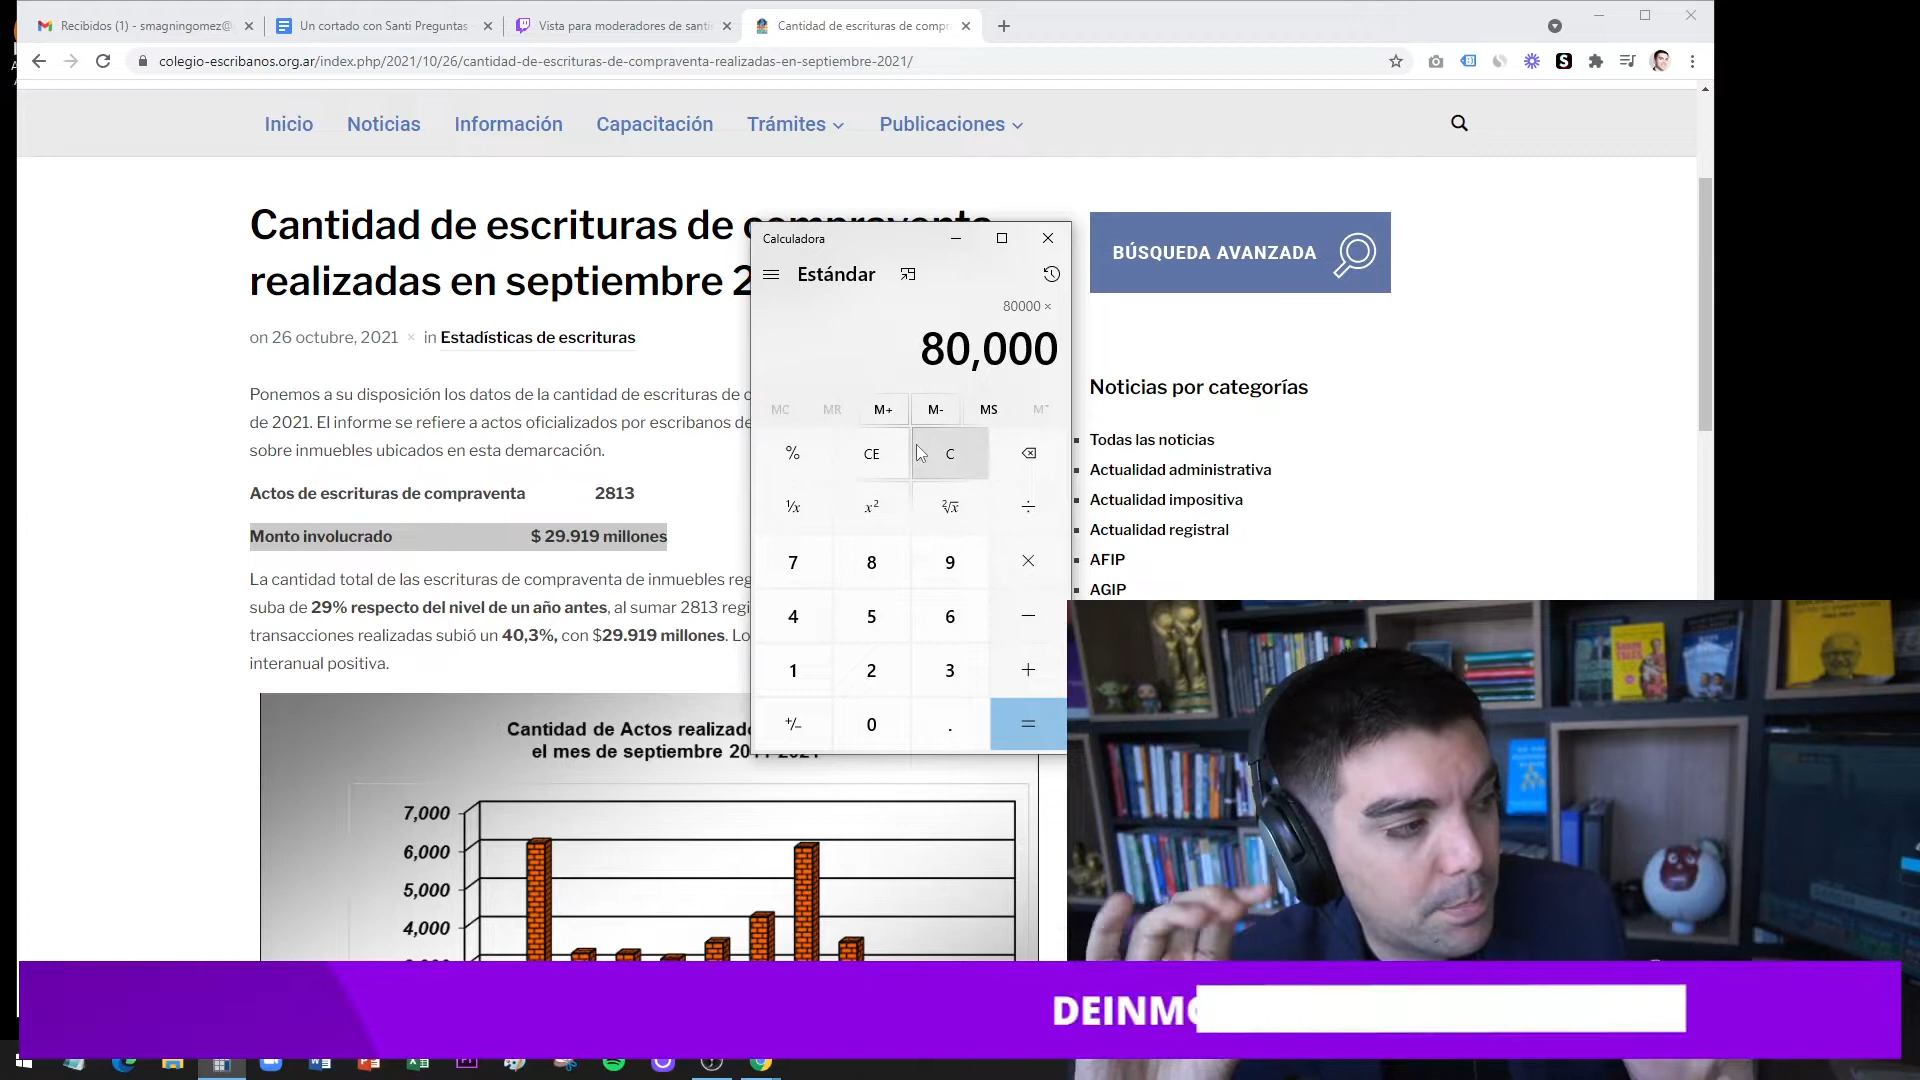 Recibidos (1) - smagningomez@
Un cortado con Santi Preguntas
Vista para moderadores de santi
Cantidad de escrituras de compr
colegio-escribanos.org.ar/index.php/2021/10/26/cantidad-de-escrituras-de-compraventa-realizadas-en-septiembre-2021/
Inicio Noticias Información Capacitación Trámites Publicaciones
Cantidad de escrituras de compraventa
realizadas en septiembre 2
on 26 octubre, 2021 × in Estadísticas de escrituras
Ponemos a su disposición los datos de la cantidad de escrituras de c
de 2021. El informe se refiere a actos oficializados por escribanos de
sobre inmuebles ubicados en esta demarcación.
Actos de escrituras de compraventa 2813
Monto involucrado $ 29.919 millones
La cantidad total de las escrituras de compraventa de inmuebles reg
suba de 29% respecto del nivel de un año antes, al sumar 2813 regi
transacciones realizadas subió un 40,3%, con $29.919 millones. Lo
interanual positiva.
Cantidad de Actos realizado
el mes de septiembre 20
7,000
6,000
5,000
4,000
Calculadora
Estándar
80000 ×
80,000
MC MR M+ M- MS M˅
% CE C
⅟x x² ²√x ÷
7 8 9 ×
4 5 6 −
1 2 3 +
+/− 0 . =
BÚSQUEDA AVANZADA
Noticias por categorías
Todas las noticias
Actualidad administrativa
Actualidad impositiva
Actualidad registral
AFIP
AGIP
DEINMO